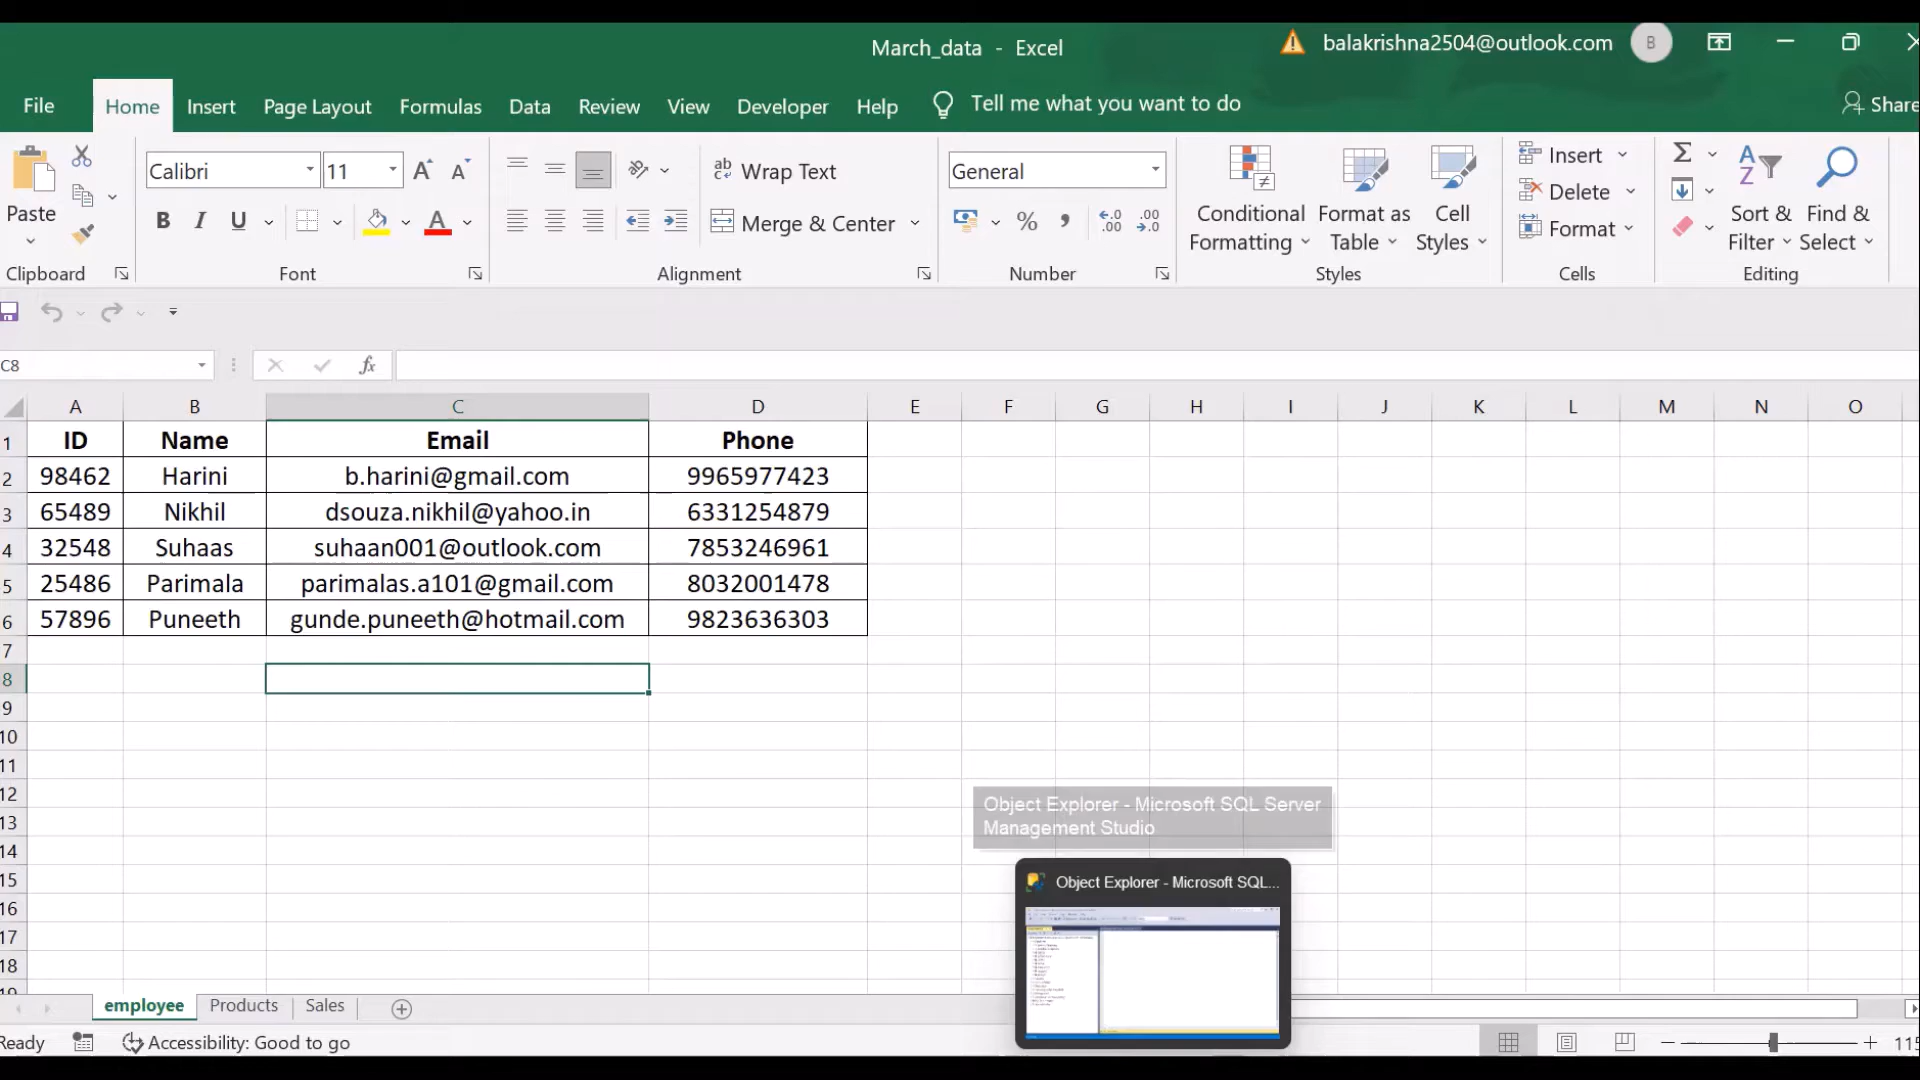 March_data - Excel
balakrishna2504@outlook.com
B
File Home Insert Page Layout Formulas Data Review View Developer Help Tell me what you want to do Share
Paste
Clipboard
Calibri 11
B I U A
Font
ab Wrap Text
Merge & Center
Alignment
General
% , .00
Number
Conditional Formatting
Format as Table
Cell Styles
Styles
Insert
Delete
Format
Cells
Σ
Sort & Filter
Find & Select
Editing
C8 fx
A B C D E F G H I J K L M N O
1 ID Name Email Phone
2 98462 Harini b.harini@gmail.com 9965977423
3 65489 Nikhil dsouza.nikhil@yahoo.in 6331254879
4 32548 Suhaas suhaan001@outlook.com 7853246961
5 25486 Parimala parimalas.a101@gmail.com 8032001478
6 57896 Puneeth gunde.puneeth@hotmail.com 9823636303
7
8
9
10
11
12
13
14
15
16
17
18
Object Explorer - Microsoft SQL Server
Management Studio
Object Explorer - Microsoft SQL...
employee Products Sales
Ready Accessibility: Good to go